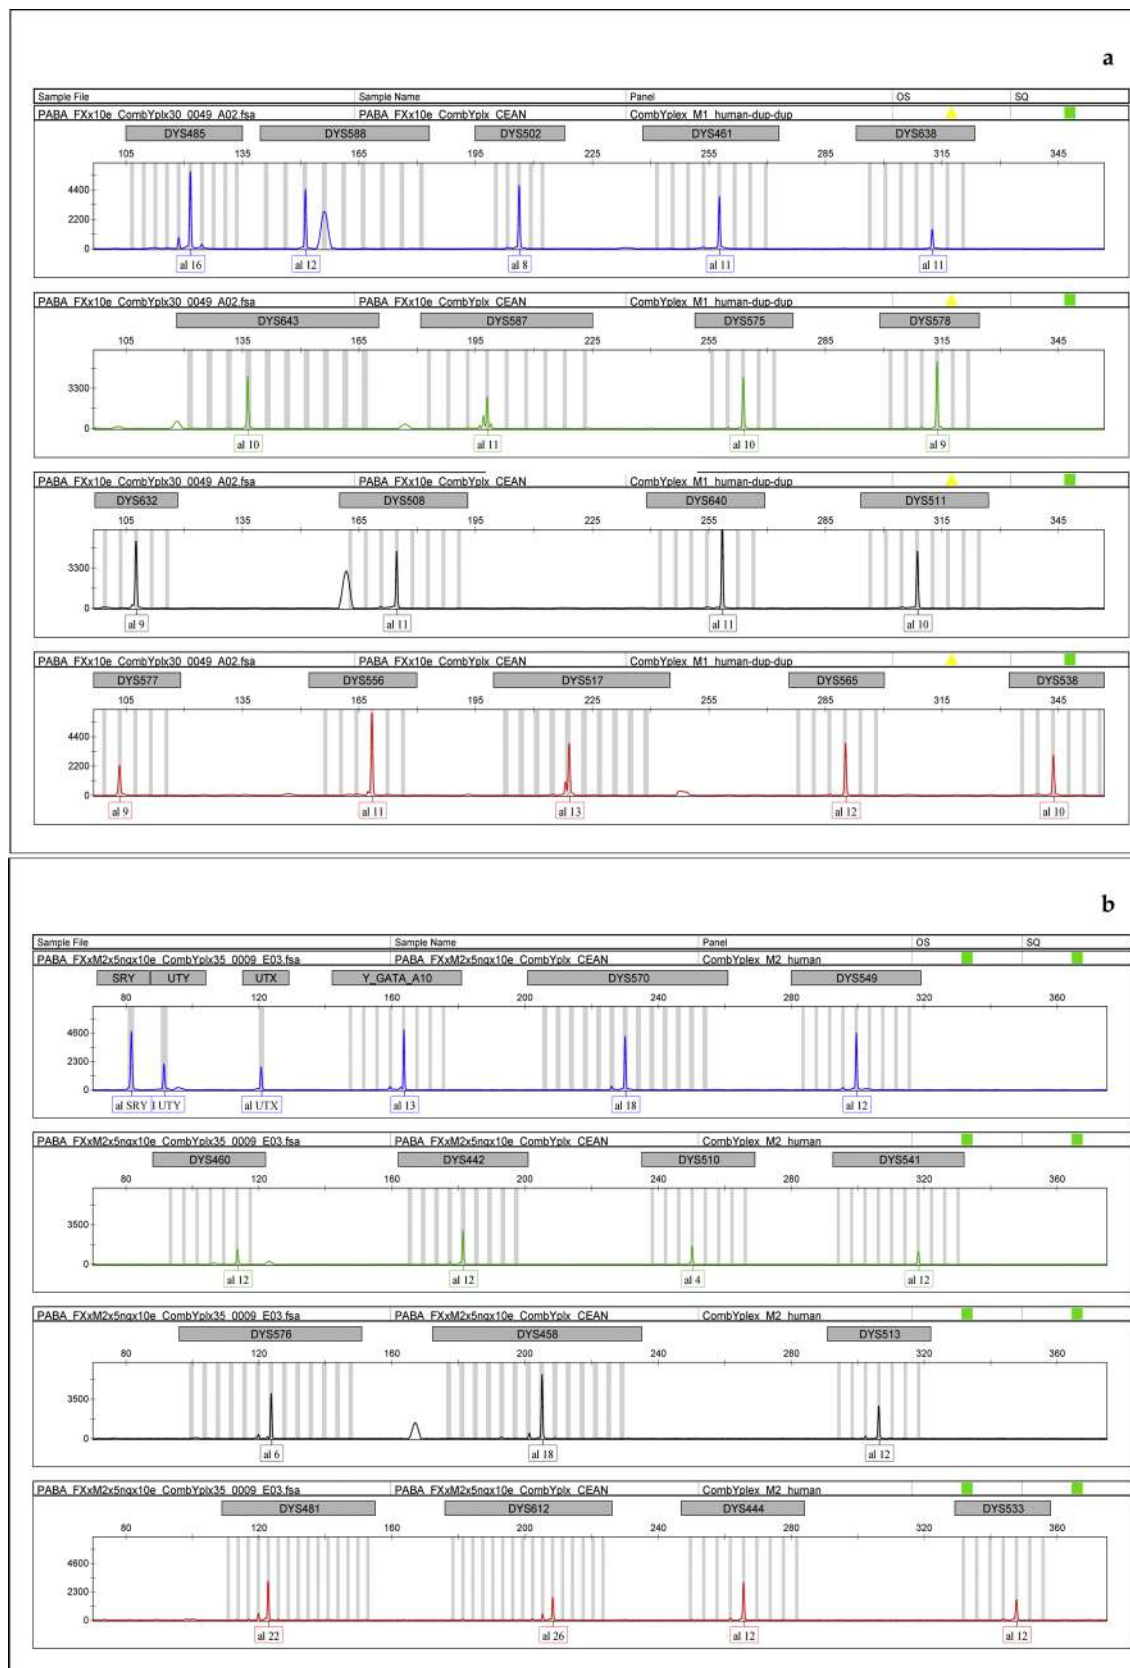 a
Sample File Sample Name Panel OS SQ
PABA_FXx10e_CombYplx30_0049_A02.fsa PABA_FXx10e_CombYplx_CEAN CombYplex_M1_human-dup-dup
DYS485 DYS588 DYS502 DYS461 DYS638
105 135 165 195 225 255 285 315 345
4400
2200
0
al 16 al 12 al 8 al 11 al 11
PABA_FXx10e_CombYplx30_0049_A02.fsa PABA_FXx10e_CombYplx_CEAN CombYplex_M1_human-dup-dup
DYS643 DYS587 DYS575 DYS578
105 135 165 195 225 255 285 315 345
3300
0
al 10 al 11 al 10 al 9
PABA_FXx10e_CombYplx30_0049_A02.fsa PABA_FXx10e_CombYplx_CEAN CombYplex_M1_human-dup-dup
DYS632 DYS508 DYS640 DYS511
105 135 165 195 225 255 285 315 345
3300
0
al 9 al 11 al 11 al 10
PABA_FXx10e_CombYplx30_0049_A02.fsa PABA_FXx10e_CombYplx_CEAN CombYplex_M1_human-dup-dup
DYS577 DYS556 DYS517 DYS565 DYS538
105 135 165 195 225 255 285 315 345
4400
2200
0
al 9 al 11 al 13 al 12 al 10
b
Sample File Sample Name Panel OS SQ
PABA_FXxM2x5ngx10e_CombYplx35_0009_E03.fsa PABA_FXxM2x5ngx10e_CombYplx_CEAN CombYplex_M2_human
SRY UTY UTX Y_GATA_A10 DYS570 DYS549
80 120 160 200 240 280 320 360
4600
2300
0
al SRY l UTY al UTX al 13 al 18 al 12
PABA_FXxM2x5ngx10e_CombYplx35_0009_E03.fsa PABA_FXxM2x5ngx10e_CombYplx_CEAN CombYplex_M2_human
DYS460 DYS442 DYS510 DYS541
80 120 160 200 240 280 320 360
3500
0
al 12 al 12 al 4 al 12
PABA_FXxM2x5ngx10e_CombYplx35_0009_E03.fsa PABA_FXxM2x5ngx10e_CombYplx_CEAN CombYplex_M2_human
DYS576 DYS458 DYS513
80 120 160 200 240 280 320 360
3500
0
al 6 al 18 al 12
PABA_FXxM2x5ngx10e_CombYplx35_0009_E03.fsa PABA_FXxM2x5ngx10e_CombYplx_CEAN CombYplex_M2_human
DYS481 DYS612 DYS444 DYS533
80 120 160 200 240 280 320 360
4600
2300
0
al 22 al 26 al 12 al 12